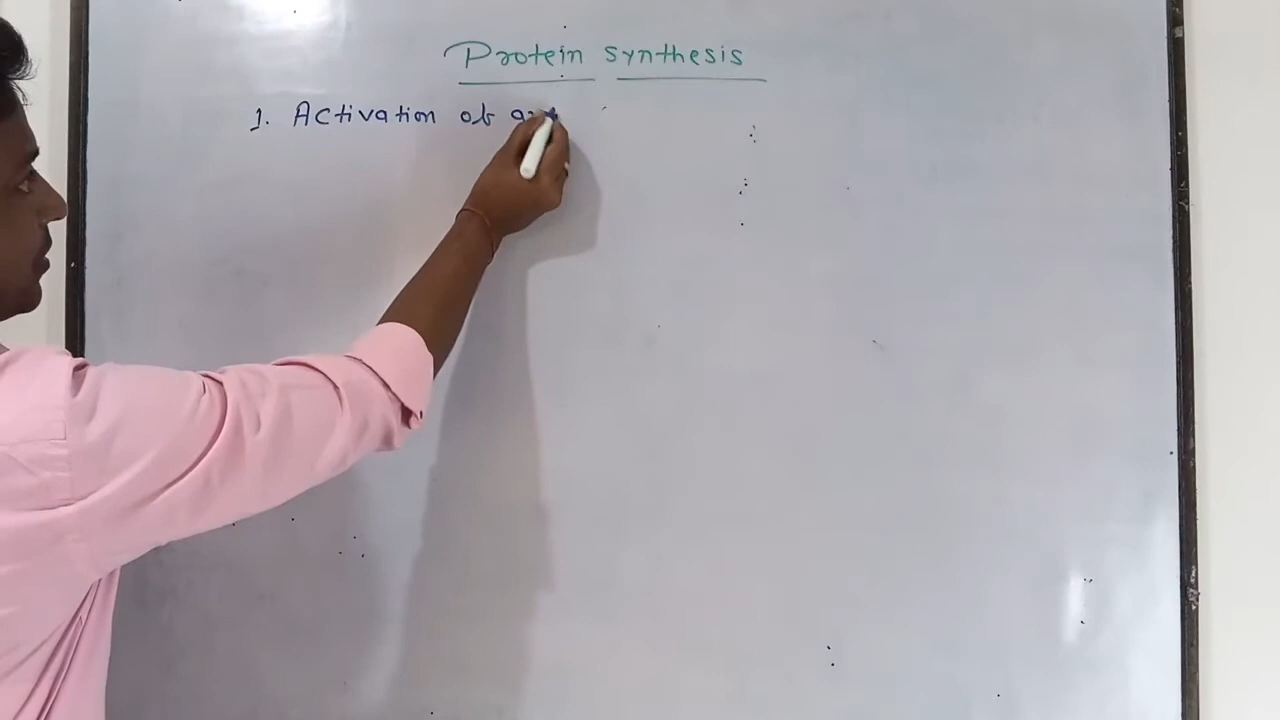 Protein synthesis
1. Activation of